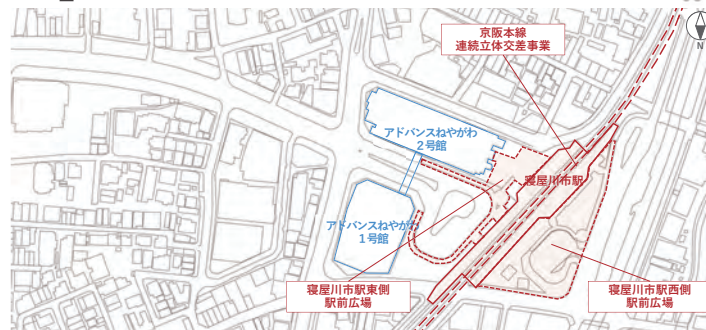 京阪本線
連続立体交差事業
N
アドバンスねやがわ
2号館
寝屋川市駅
アドバンスねやがわ
1号館
寝屋川市駅東側
駅前広場
寝屋川市駅西側
駅前広場